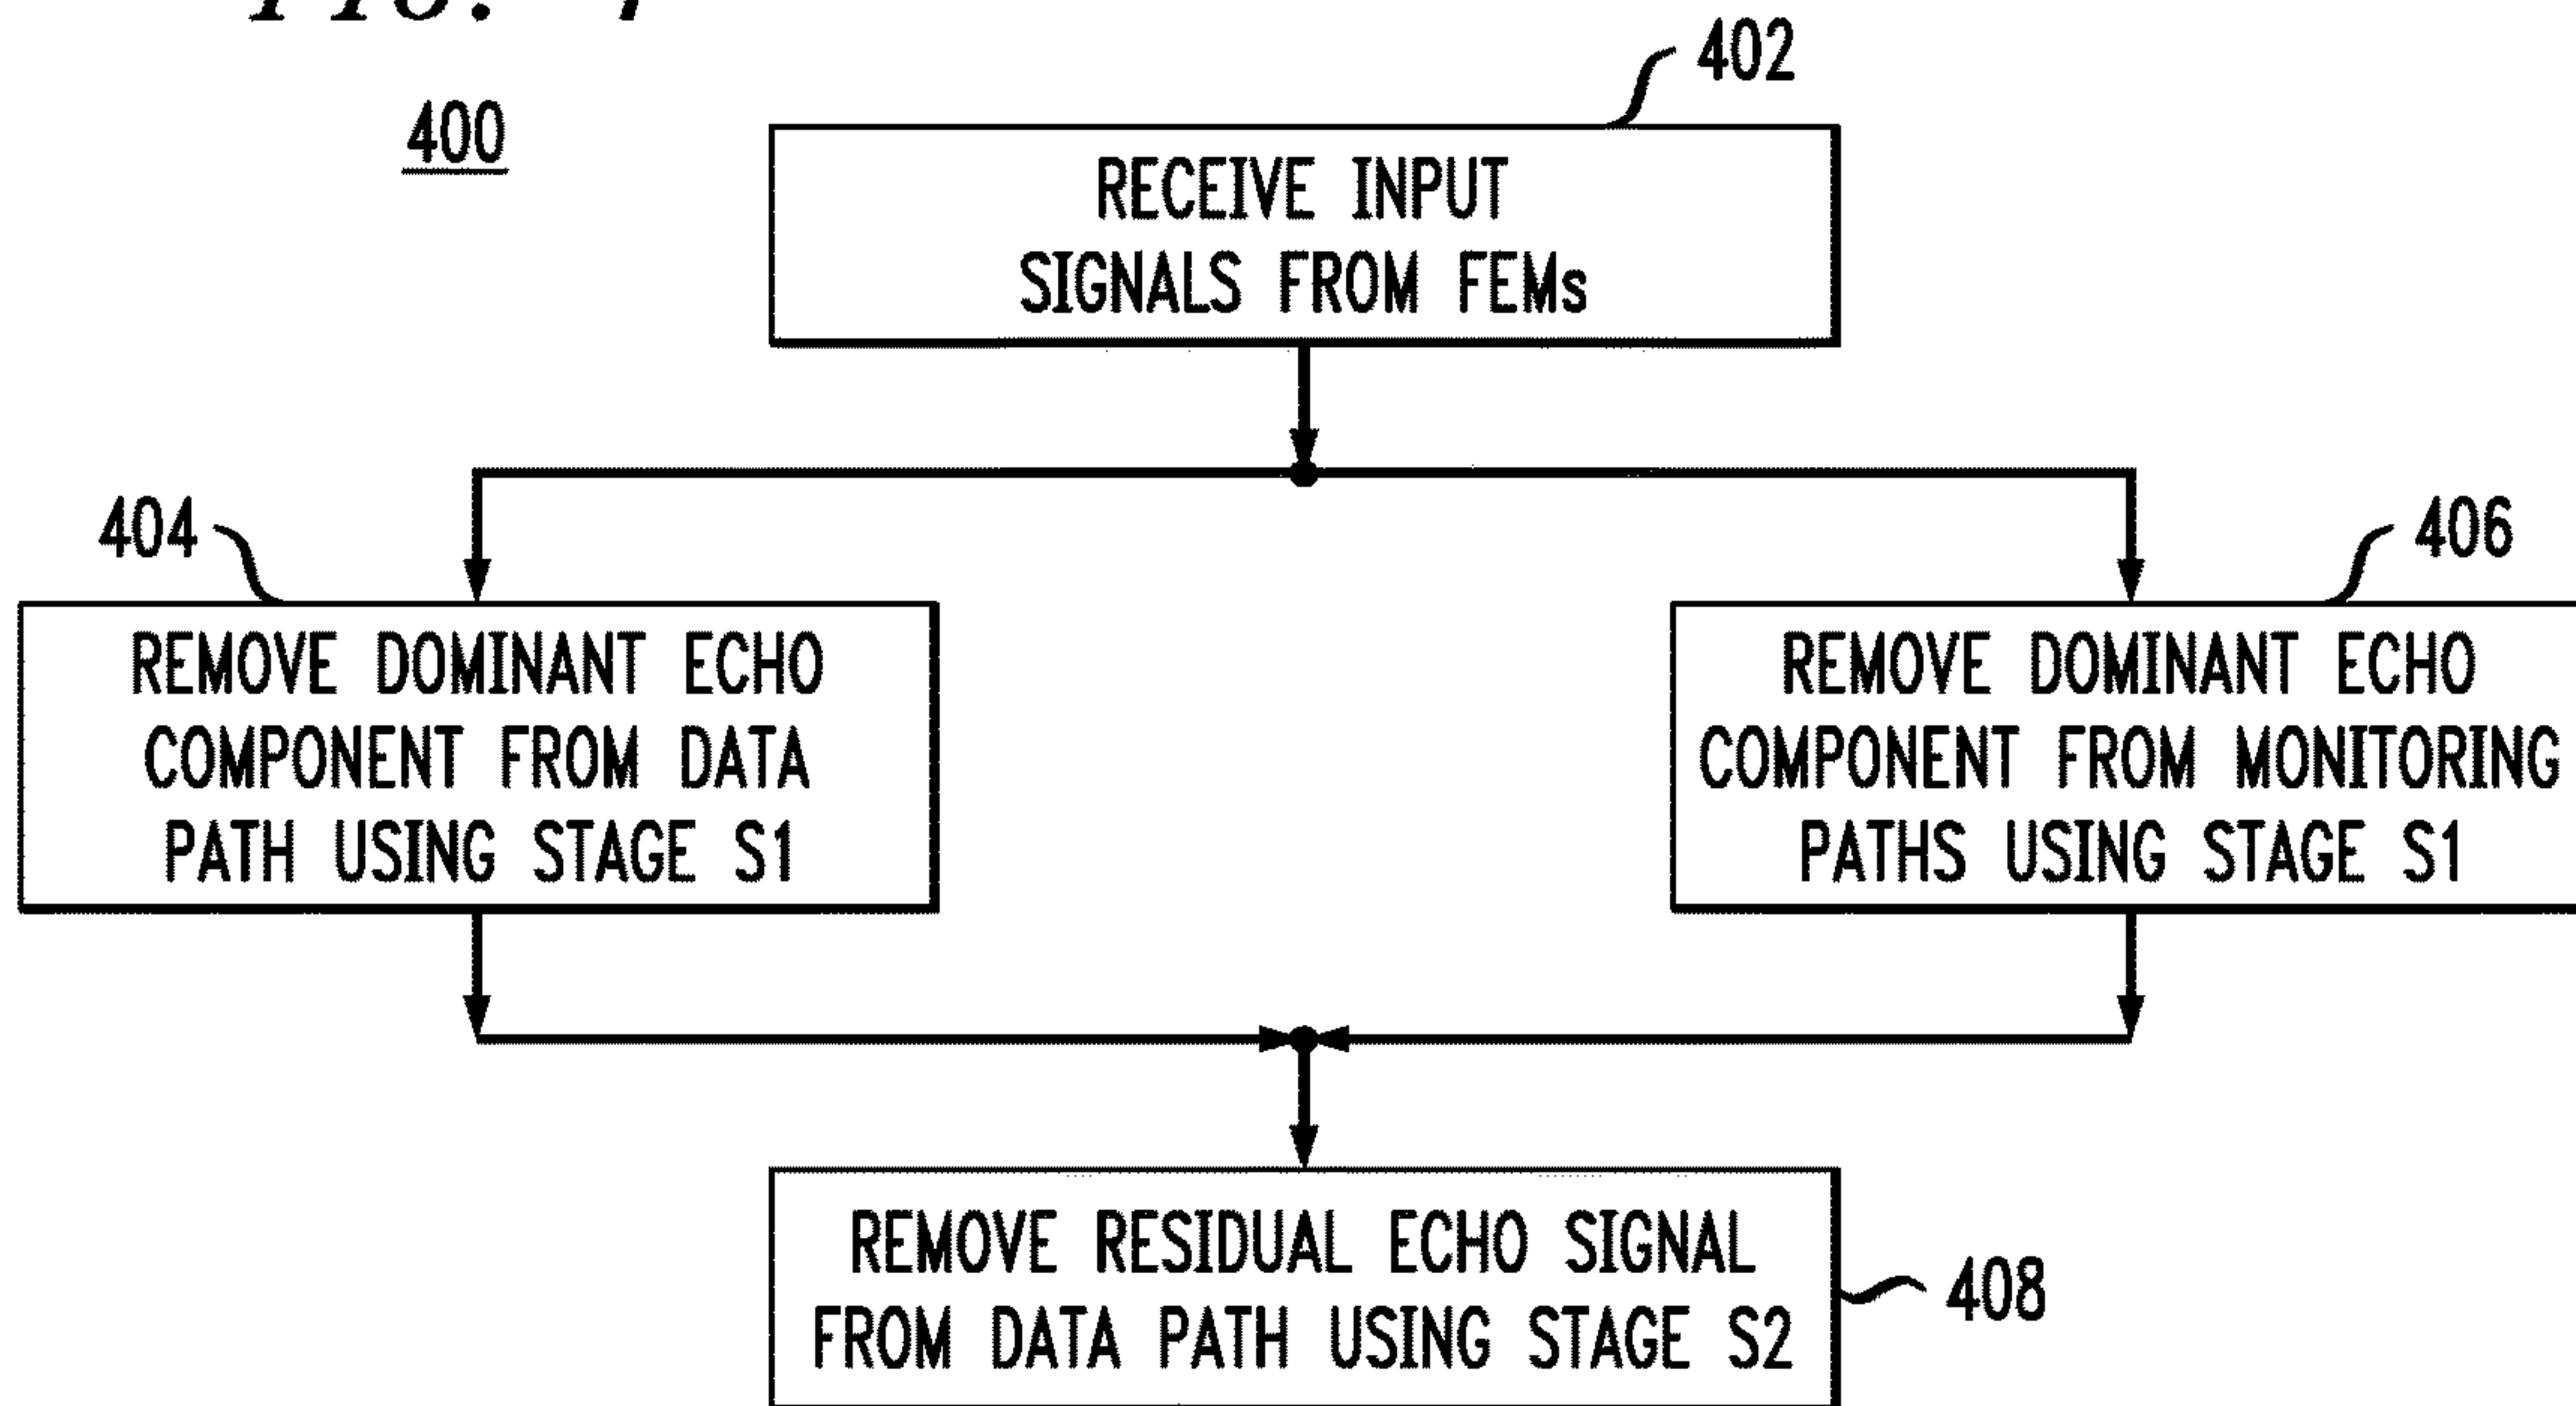 FIG. 4
402
400
RECEIVE INPUT
SIGNALS FROM FEMs
404
406
REMOVE DOMINANT ECHO
COMPONENT FROM DATA
PATH USING STAGE S1
REMOVE DOMINANT ECHO
COMPONENT FROM MONITORING
PATHS USING STAGE S1
REMOVE RESIDUAL ECHO SIGNAL
FROM DATA PATH USING STAGE S2
408